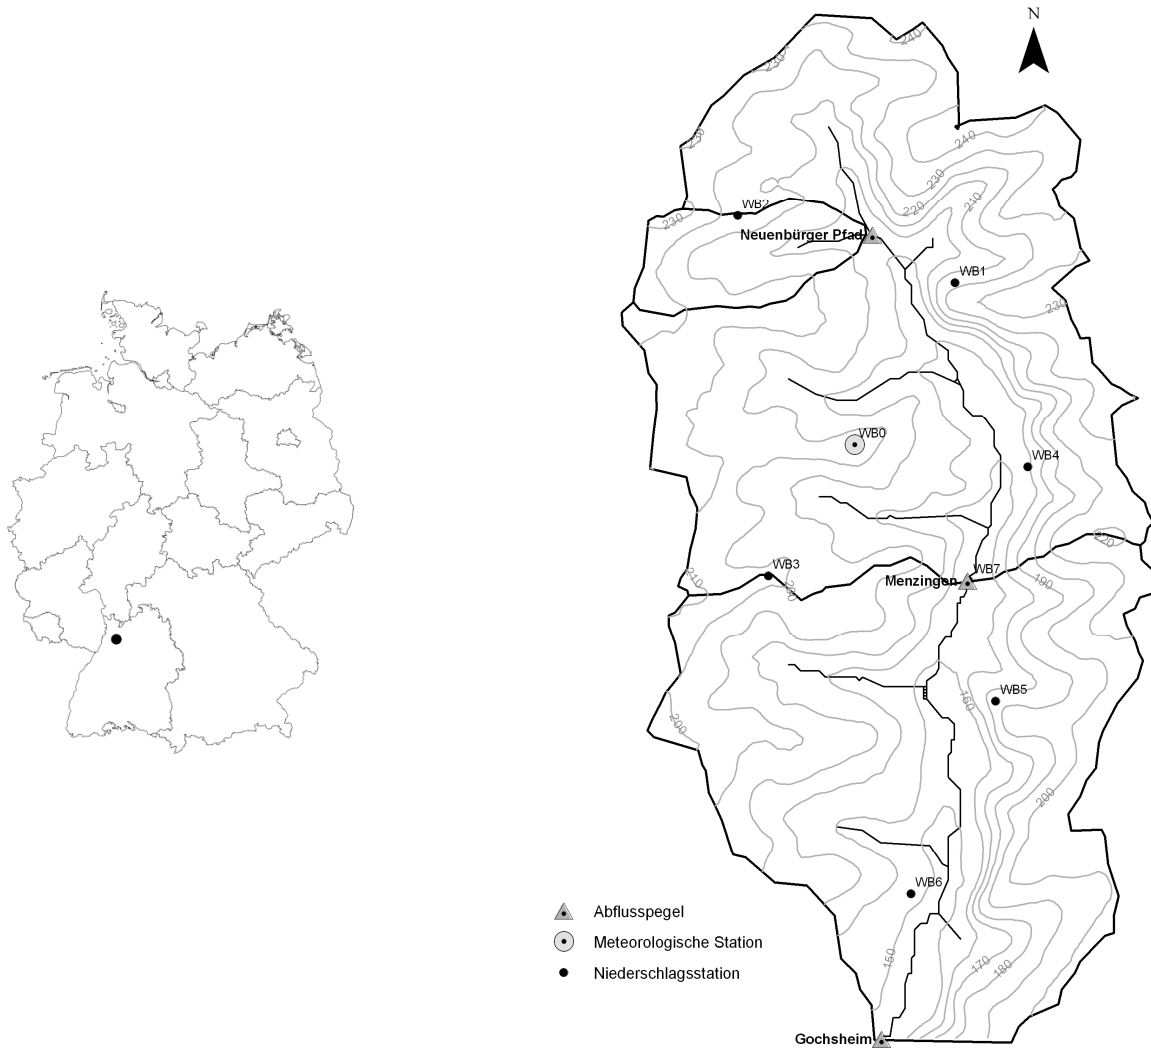 N
240
230
230
240
230
220
210
230
WB2
Neuenbürger Pfad
WB1
230
WB0
WB4
220
WB3
210
200
Menzingen
WB7
190
WB5
160
200
200
WB6
150
170
180
Gochsheim
Abflusspegel
Meteorologische Station
Niederschlagsstation